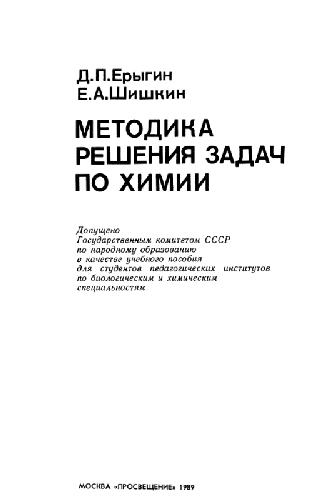 Д.П.Ерыгин
Е.А.Шишкин
МЕТОДИКА
РЕШЕНИЯ ЗАДАЧ
ПО ХИМИИ
Допущено
Государственным комитетом СССР
по народному образованию
в качестве учебного пособия
для студентов педагогических институтов
по биологическим и химическим
специальностям
МОСКВА «ПРОСВЕЩЕНИЕ» 1989